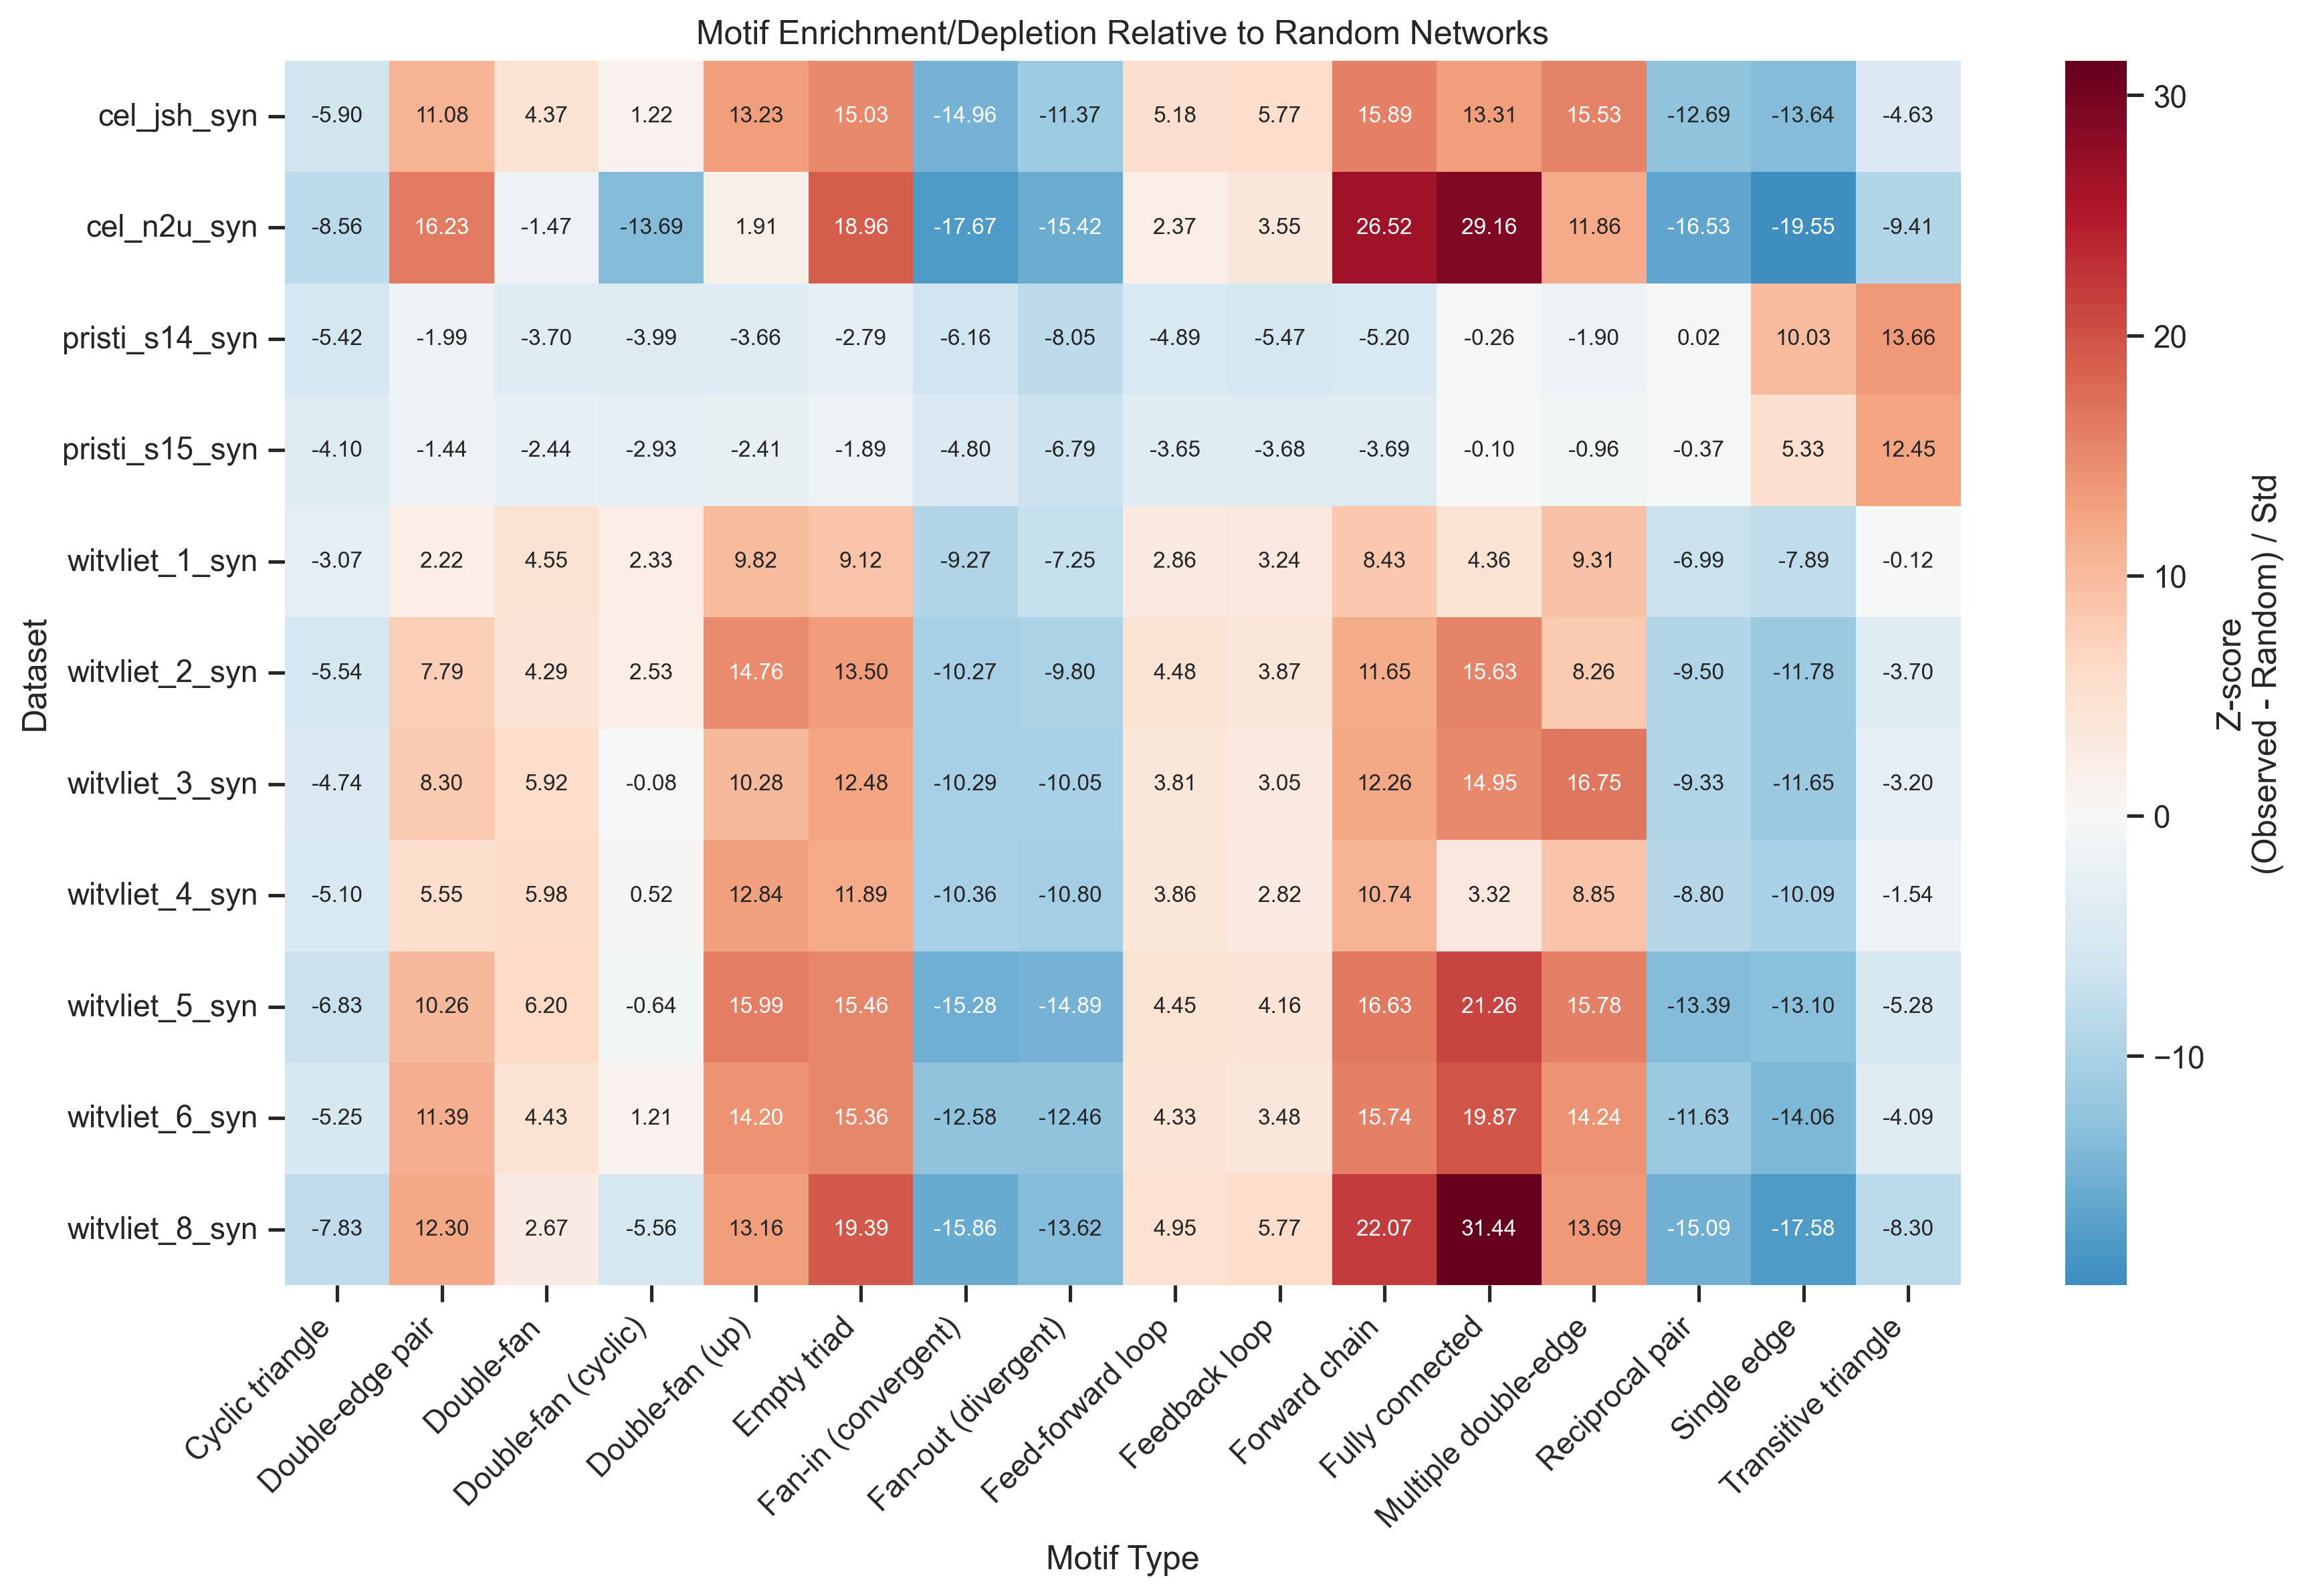 Motif Enrichment/Depletion Relative to Random Networks
cel_jsh_syn -5.90 11.08 4.37 1.22 13.23 15.03 -14.96 -11.37 5.18 5.77 15.89 13.31 15.53 -12.69 -13.64 -4.63
cel_n2u_syn -8.56 16.23 -1.47 -13.69 1.91 18.96 -17.67 -15.42 2.37 3.55 26.52 29.16 11.86 -16.53 -19.55 -9.41
pristi_s14_syn -5.42 -1.99 -3.70 -3.99 -3.66 -2.79 -6.16 -8.05 -4.89 -5.47 -5.20 -0.26 -1.90 0.02 10.03 13.66
pristi_s15_syn -4.10 -1.44 -2.44 -2.93 -2.41 -1.89 -4.80 -6.79 -3.65 -3.68 -3.69 -0.10 -0.96 -0.37 5.33 12.45
witvliet_1_syn -3.07 2.22 4.55 2.33 9.82 9.12 -9.27 -7.25 2.86 3.24 8.43 4.36 9.31 -6.99 -7.89 -0.12
witvliet_2_syn -5.54 7.79 4.29 2.53 14.76 13.50 -10.27 -9.80 4.48 3.87 11.65 15.63 8.26 -9.50 -11.78 -3.70
witvliet_3_syn -4.74 8.30 5.92 -0.08 10.28 12.48 -10.29 -10.05 3.81 3.05 12.26 14.95 16.75 -9.33 -11.65 -3.20
witvliet_4_syn -5.10 5.55 5.98 0.52 12.84 11.89 -10.36 -10.80 3.86 2.82 10.74 3.32 8.85 -8.80 -10.09 -1.54
witvliet_5_syn -6.83 10.26 6.20 -0.64 15.99 15.46 -15.28 -14.89 4.45 4.16 16.63 21.26 15.78 -13.39 -13.10 -5.28
witvliet_6_syn -5.25 11.39 4.43 1.21 14.20 15.36 -12.58 -12.46 4.33 3.48 15.74 19.87 14.24 -11.63 -14.06 -4.09
witvliet_8_syn -7.83 12.30 2.67 -5.56 13.16 19.39 -15.86 -13.62 4.95 5.77 22.07 31.44 13.69 -15.09 -17.58 -8.30
Dataset
Cyclic triangle
Double-edge pair
Double-fan
Double-fan (cyclic)
Double-fan (up)
Empty triad
Fan-in (convergent)
Fan-out (divergent)
Feed-forward loop
Feedback loop
Forward chain
Fully connected
Multiple double-edge
Reciprocal pair
Single edge
Transitive triangle
Motif Type
30
20
10
0
−10
Z-score
(Observed - Random) / Std